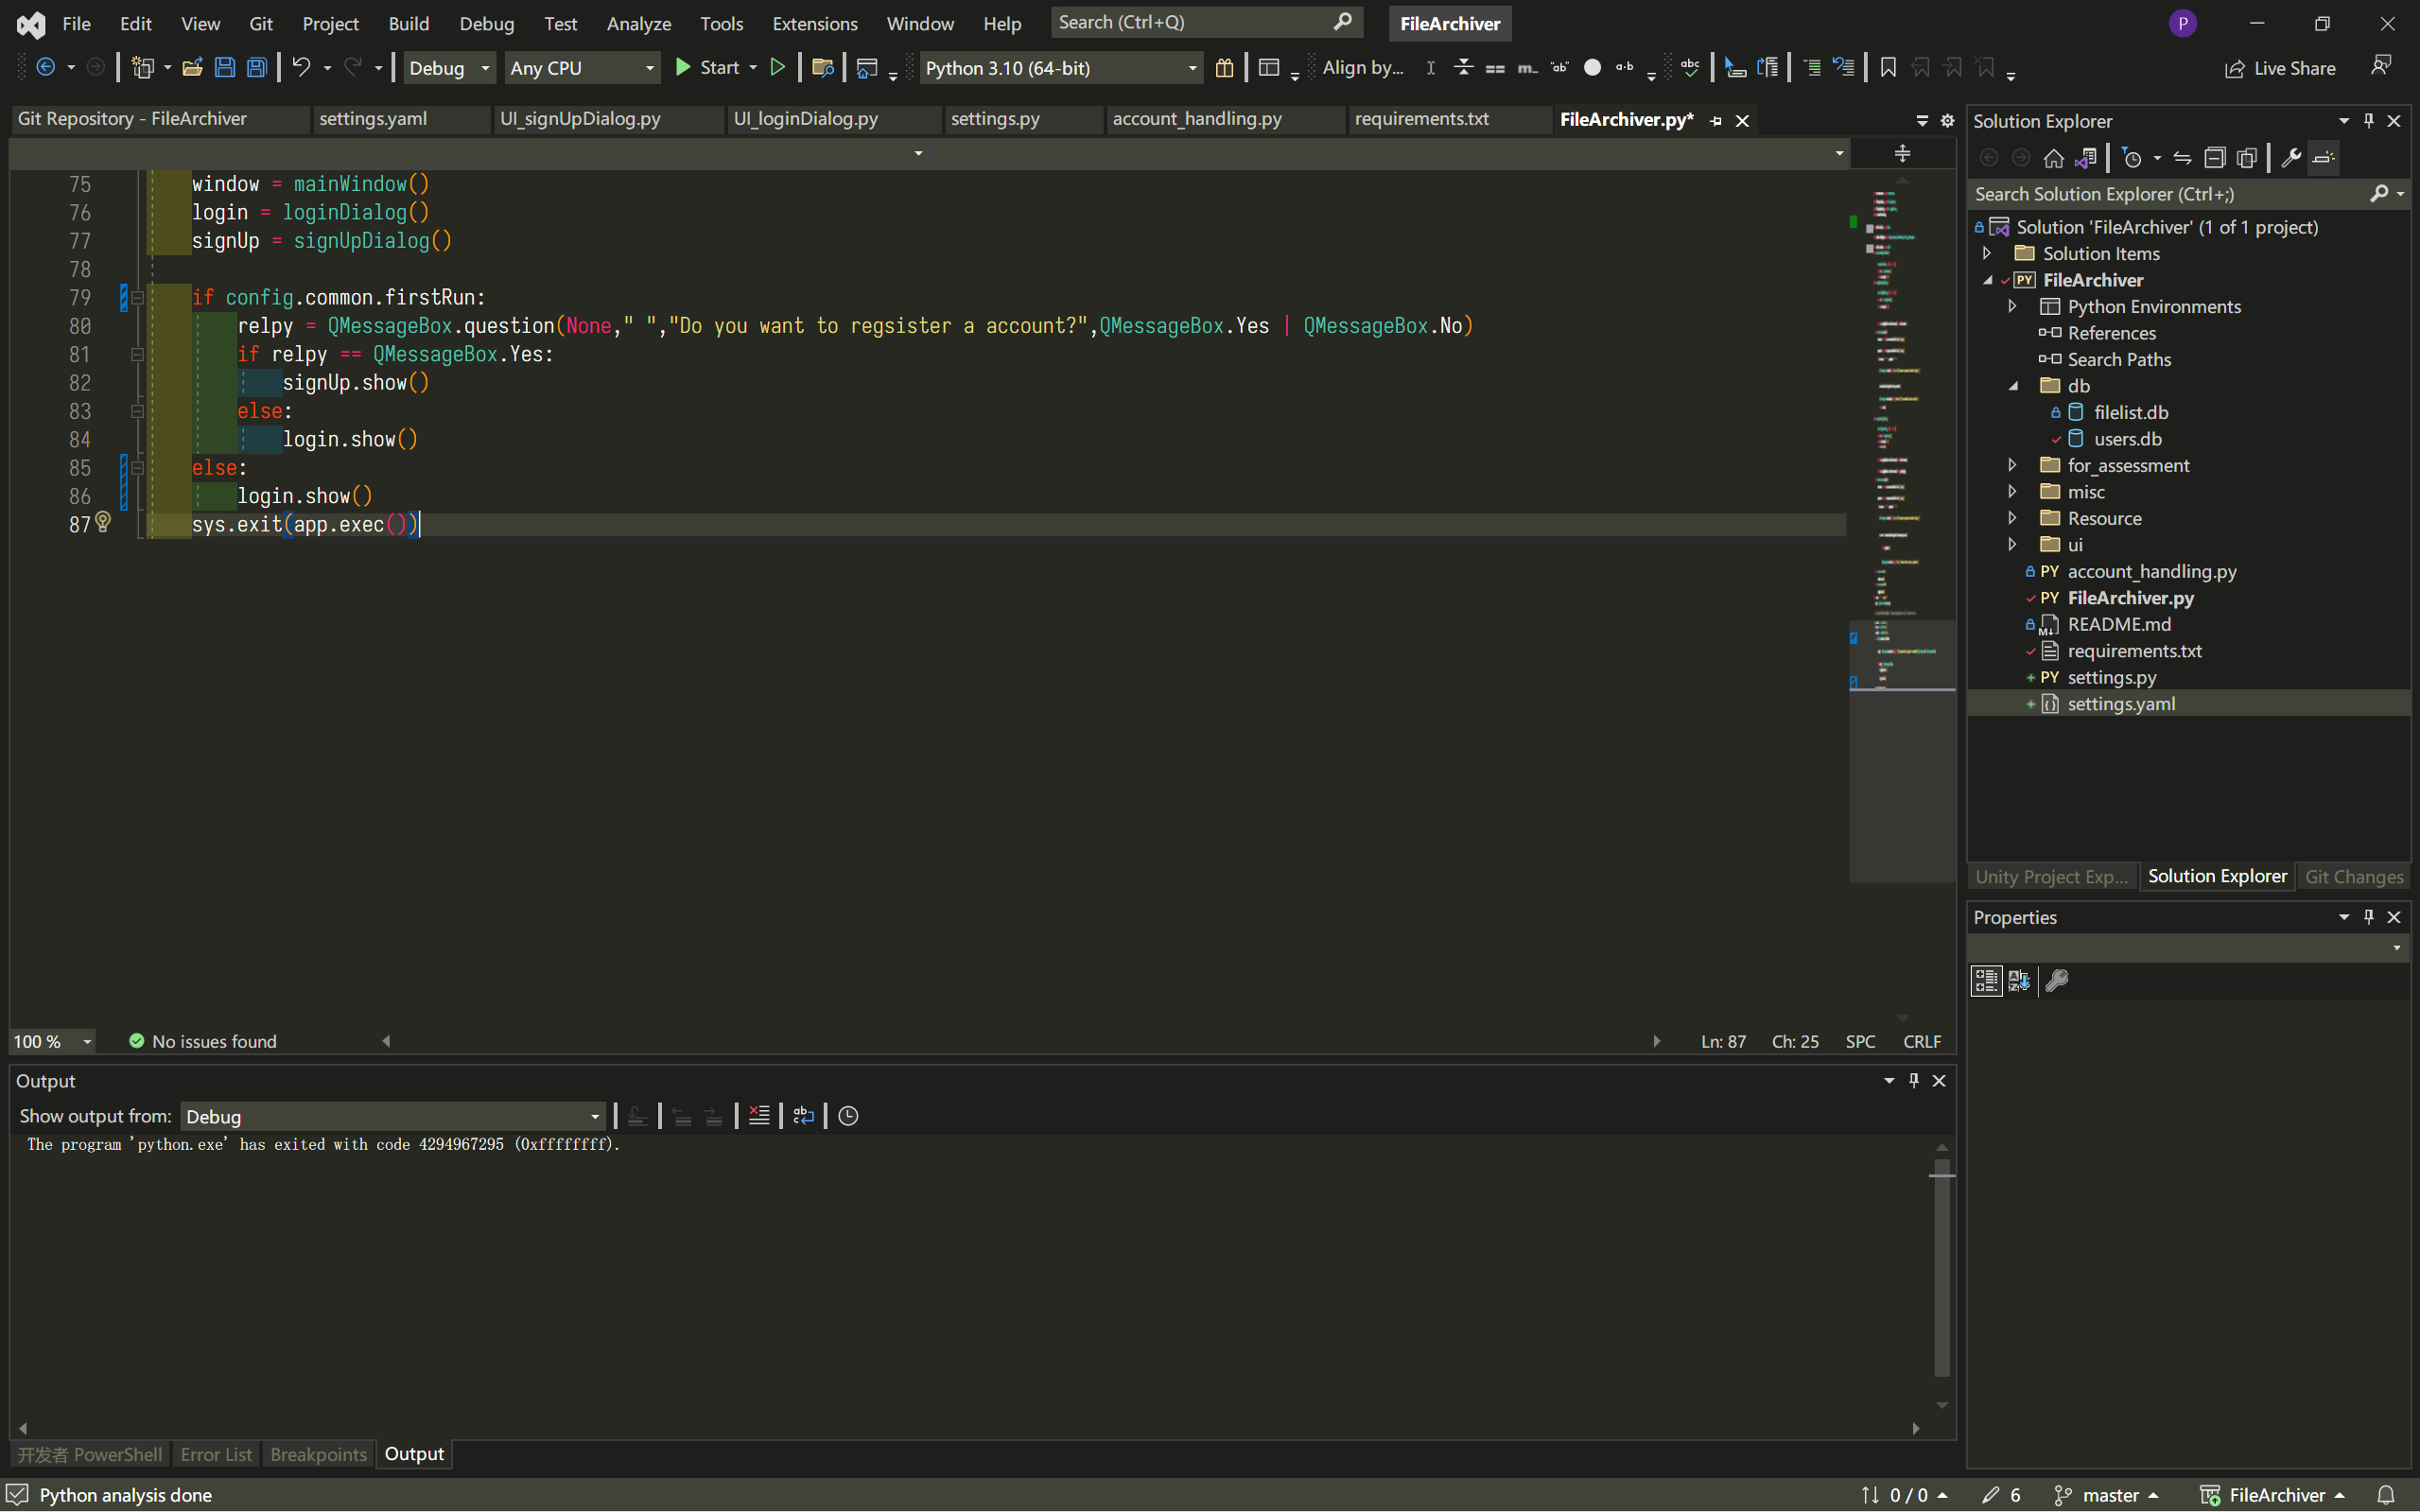 File Edit View Git Project Build Debug Test Analyze Tools Extensions Window Help Search (Ctrl+Q) FileArchiver P
Debug Any CPU Start Python 3.10 (64-bit) Align by... Live Share
Git Repository - FileArchiver settings.yaml UI_signUpDialog.py UI_loginDialog.py settings.py account_handling.py requirements.txt FileArchiver.py*
75 window = mainWindow()
76 login = loginDialog()
77 signUp = signUpDialog()
78
79 if config.common.firstRun:
80 relpy = QMessageBox.question(None," ","Do you want to regsister a account?",QMessageBox.Yes | QMessageBox.No)
81 if relpy == QMessageBox.Yes:
82 signUp.show()
83 else:
84 login.show()
85 else:
86 login.show()
87 sys.exit(app.exec())
100 % No issues found Ln: 87 Ch: 25 SPC CRLF
Output
Show output from: Debug
The program 'python.exe' has exited with code 4294967295 (0xffffffff).
开发者 PowerShell Error List Breakpoints Output
Solution Explorer
Search Solution Explorer (Ctrl+;)
Solution 'FileArchiver' (1 of 1 project)
Solution Items
PY FileArchiver
Python Environments
References
Search Paths
db
filelist.db
users.db
for_assessment
misc
Resource
ui
PY account_handling.py
PY FileArchiver.py
README.md
requirements.txt
PY settings.py
settings.yaml
Unity Project Exp... Solution Explorer Git Changes
Properties
Python analysis done 0 / 0 6 master FileArchiver